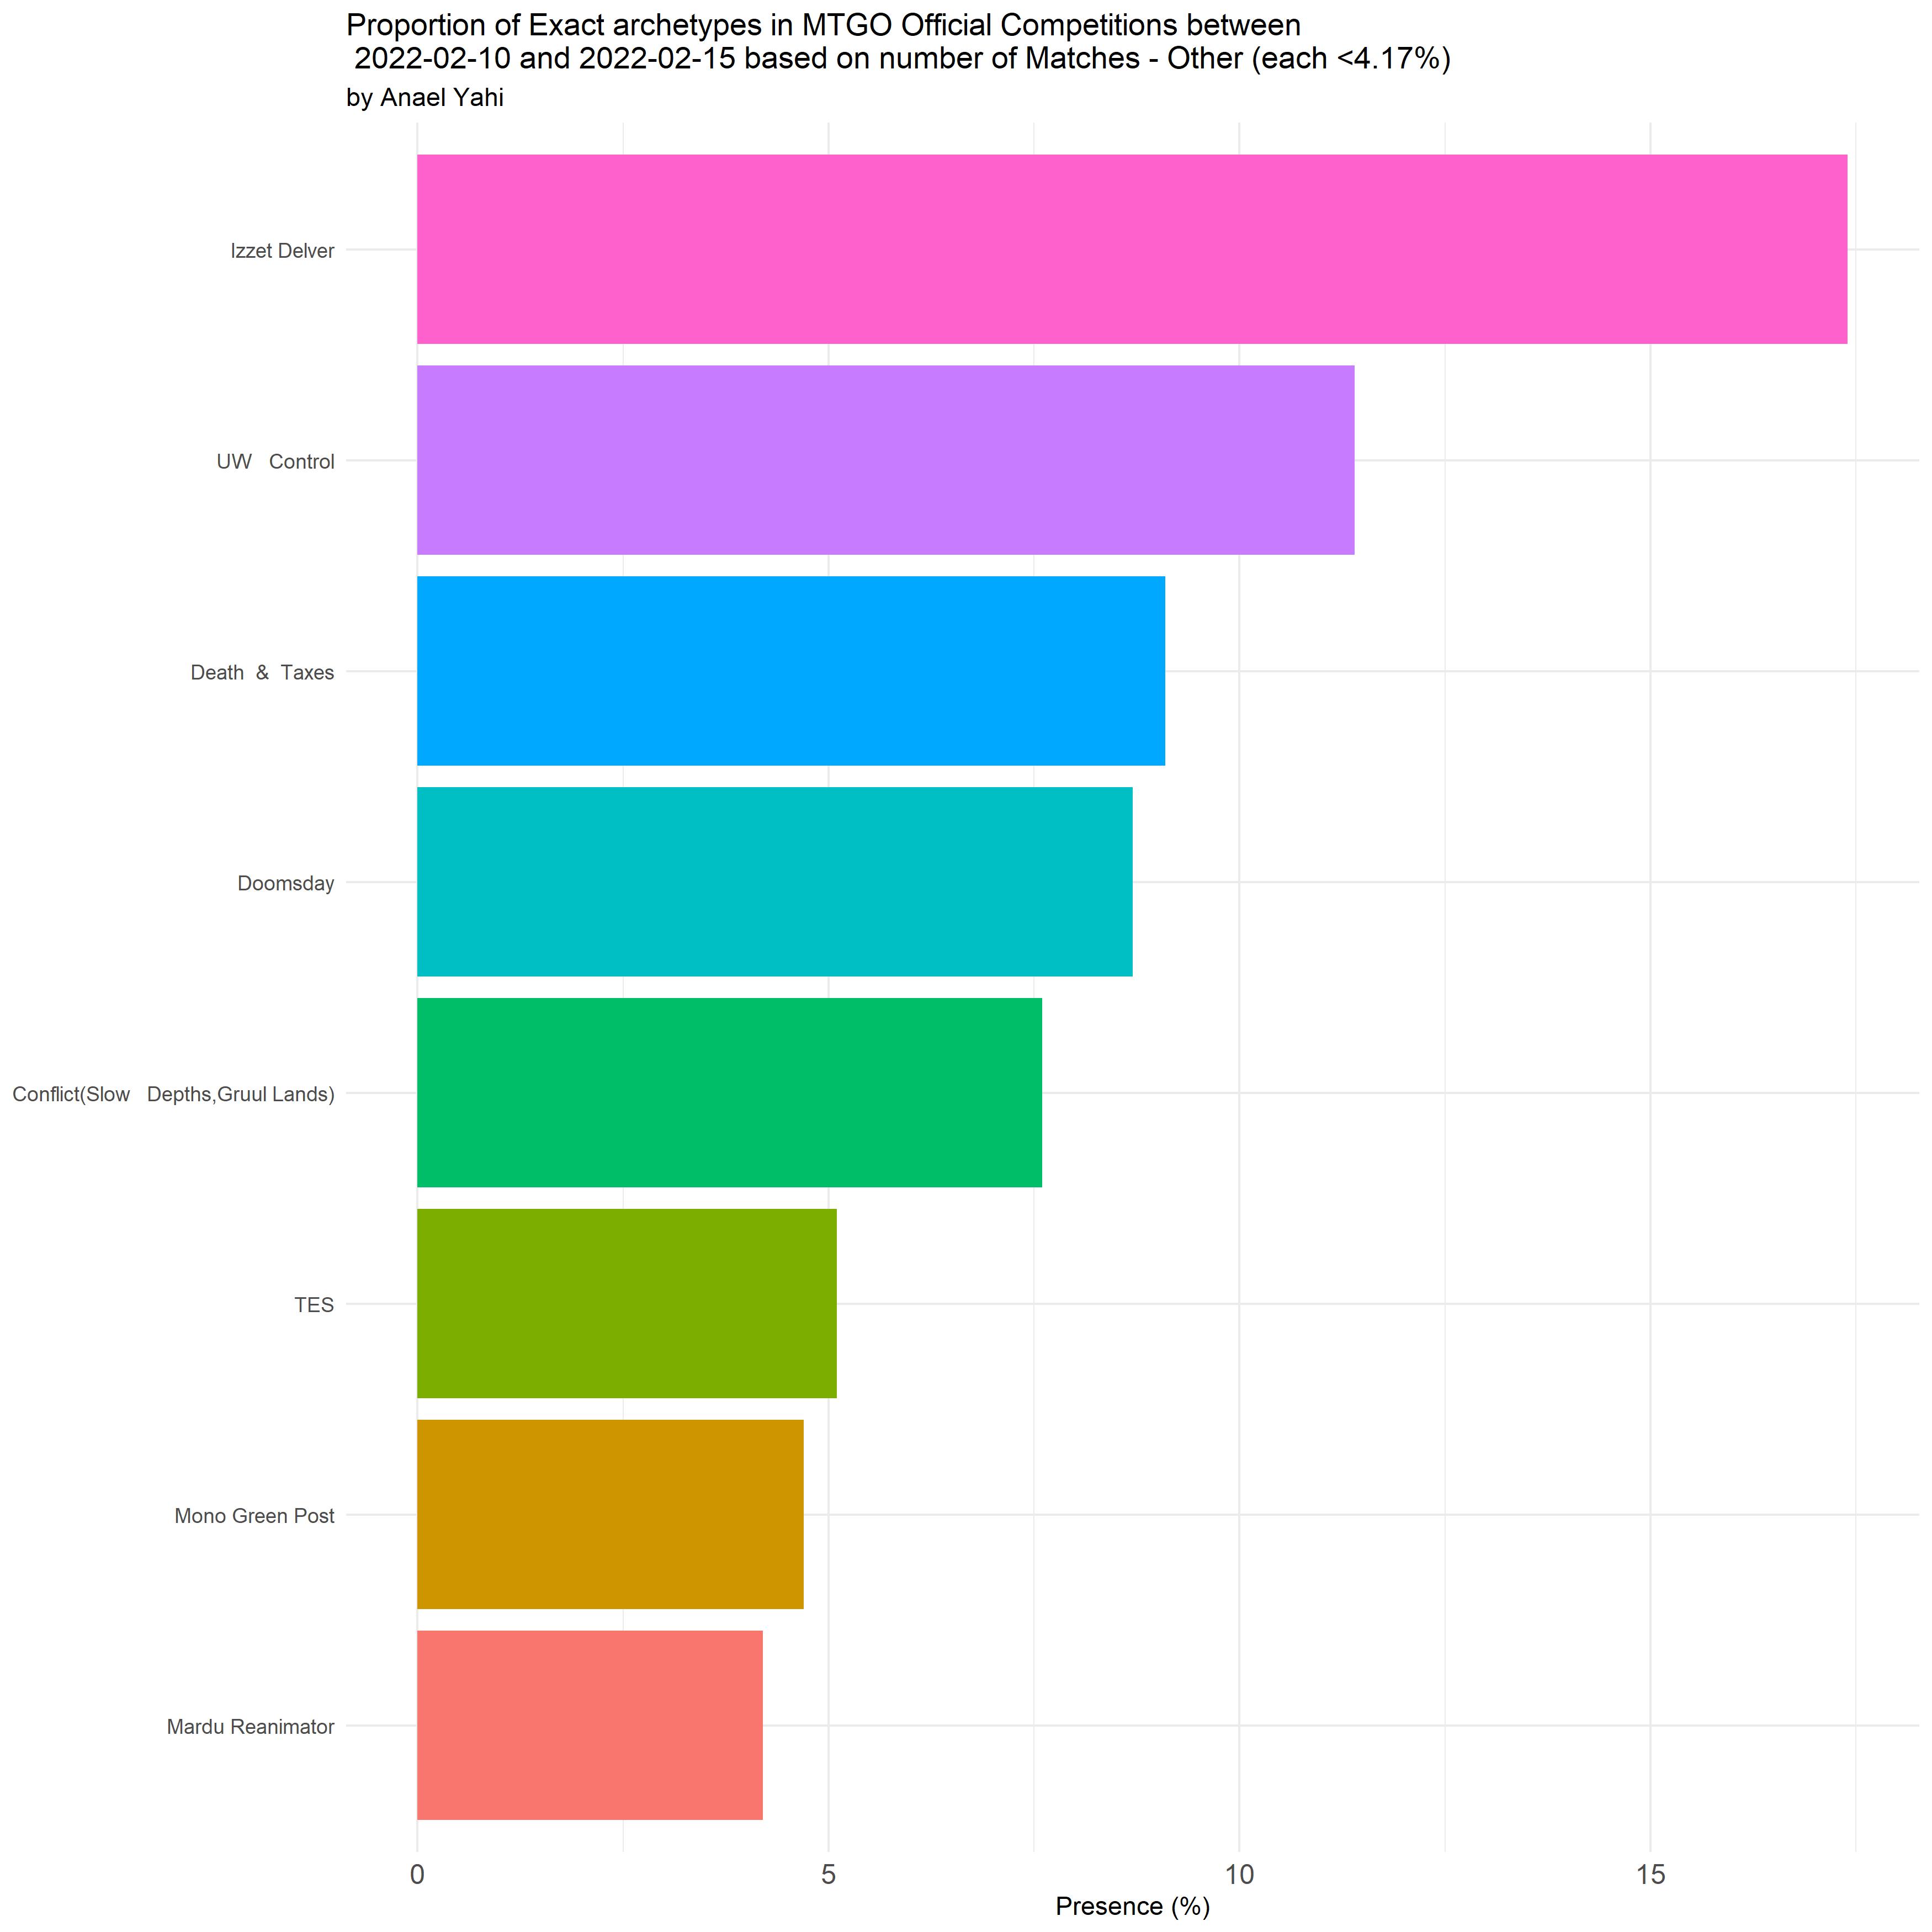 Proportion of Exact archetypes in MTGO Official Competitions between
2022-02-10 and 2022-02-15 based on number of Matches - Other (each <4.17%)
by Anael Yahi
Izzet Delver
UW   Control
Death  &  Taxes
Doomsday
Conflict(Slow   Depths,Gruul Lands)
TES
Mono Green Post
Mardu Reanimator
0 5 10 15
Presence (%)